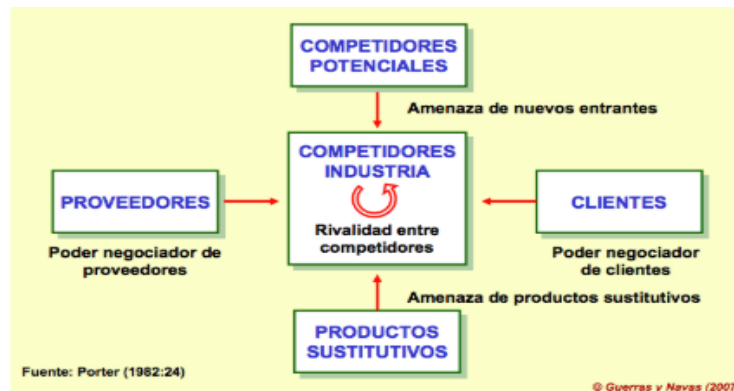 COMPETIDORES
POTENCIALES
Amenaza de nuevos entrantes
COMPETIDORES
INDUSTRIA
Rivalidad entre
competidores
PROVEEDORES
Poder negociador de
proveedores
CLIENTES
Poder negociador
de clientes
Amenaza de productos sustitutivos
PRODUCTOS
SUSTITUTIVOS
Fuente: Porter (1982:24)
© Guerras y Navas (2007